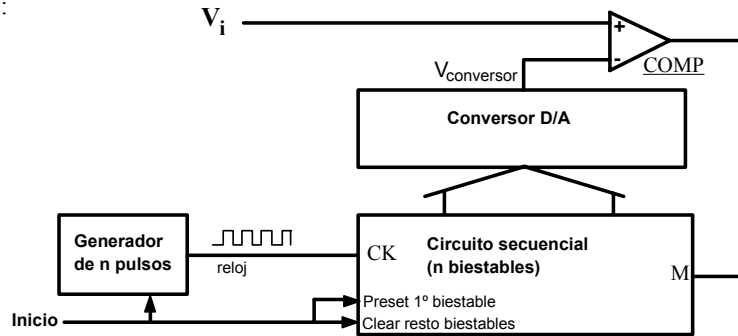 :
Vi
+
-
COMP
Vconversor
Conversor D/A
Generador
de n pulsos
reloj
CK
Circuito secuencial
(n biestables)
M
Preset 1º biestable
Inicio
Clear resto biestables